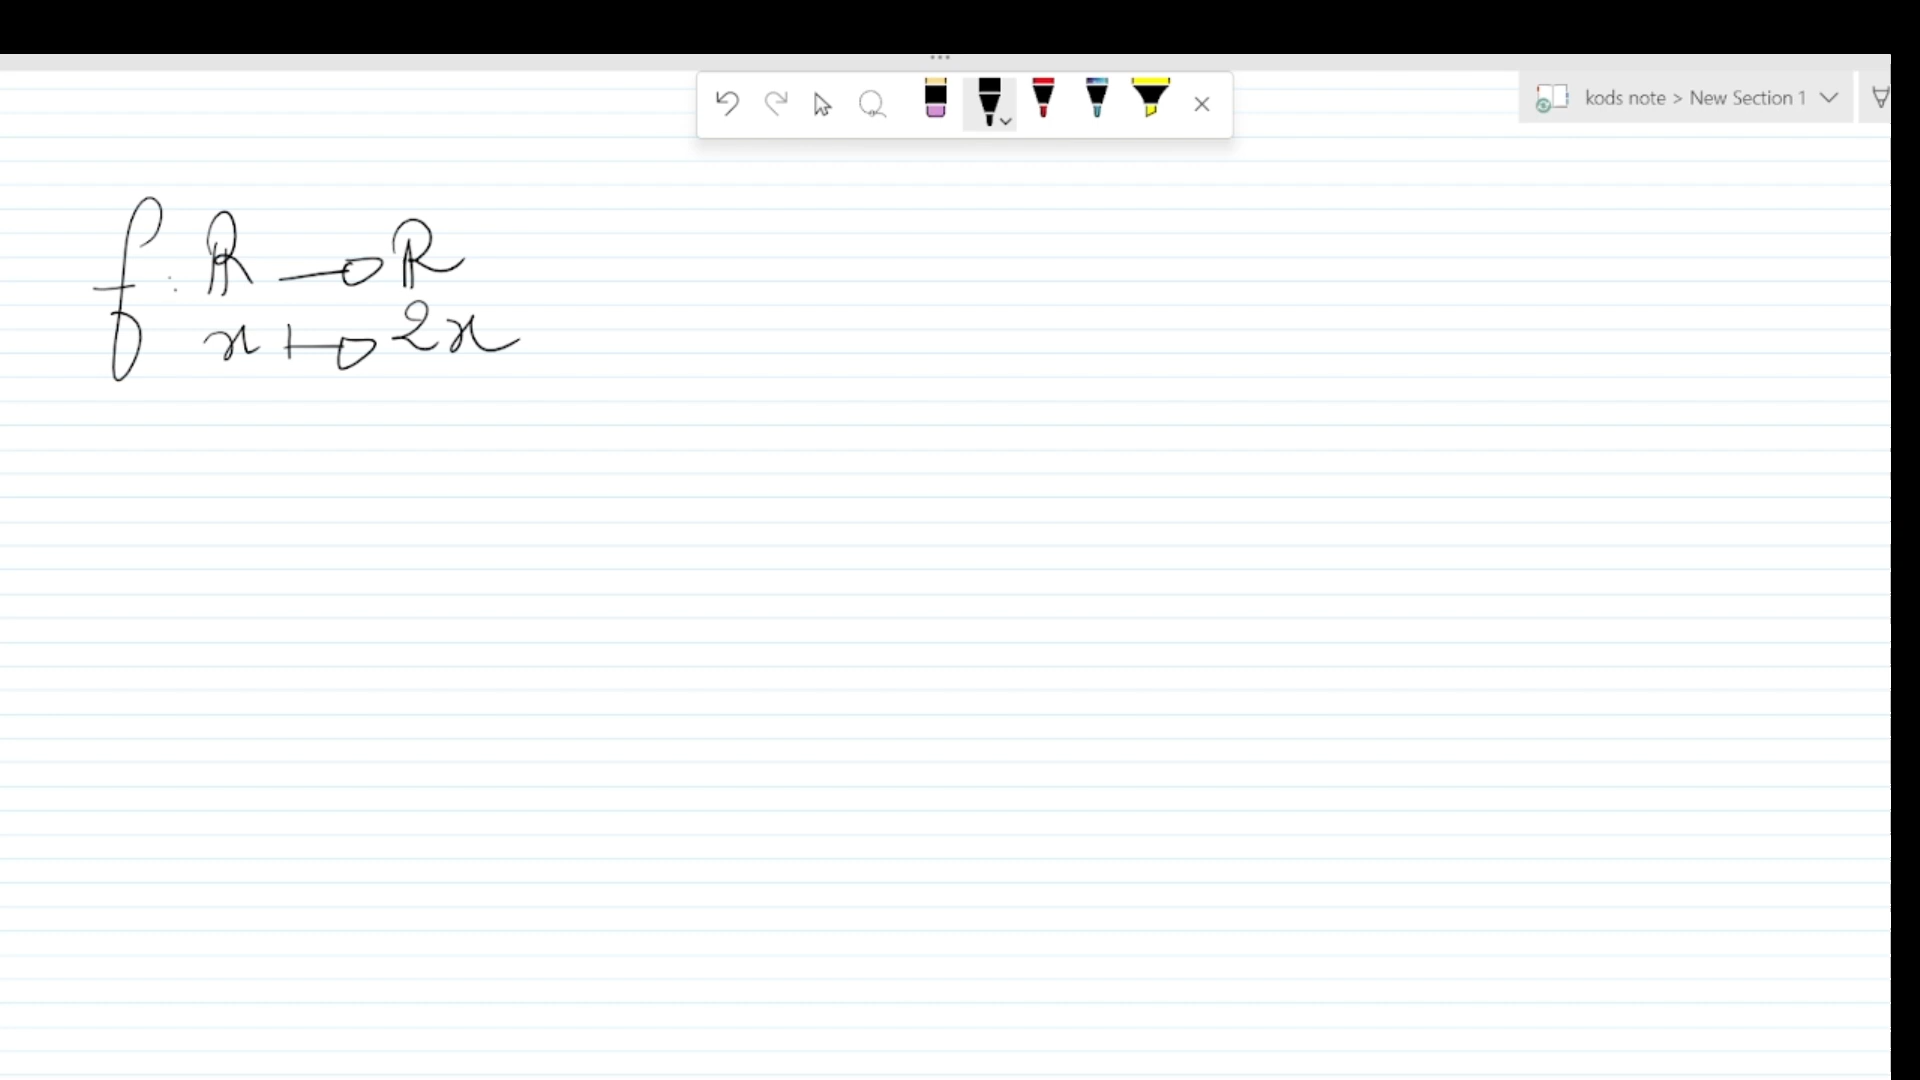 kods note > New Section 1
f: ℝ → ℝ
x ↦ 2x